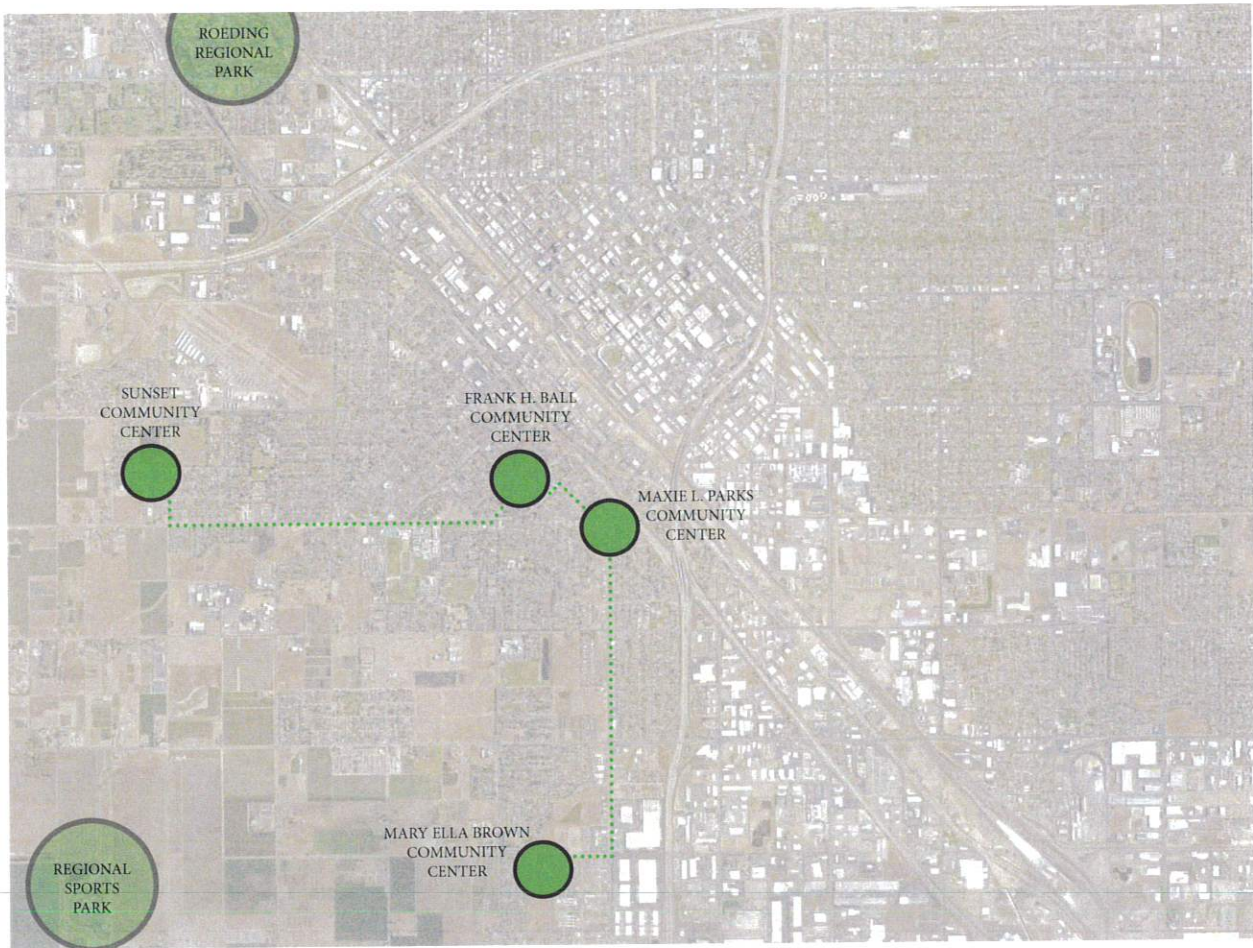 ROEDING
REGIONAL
PARK
SUNSET
COMMUNITY
CENTER
FRANK H. BALL
COMMUNITY
CENTER
MAXIE L. PARKS
COMMUNITY
CENTER
MARY ELLA BROWN
COMMUNITY
CENTER
REGIONAL
SPORTS
PARK